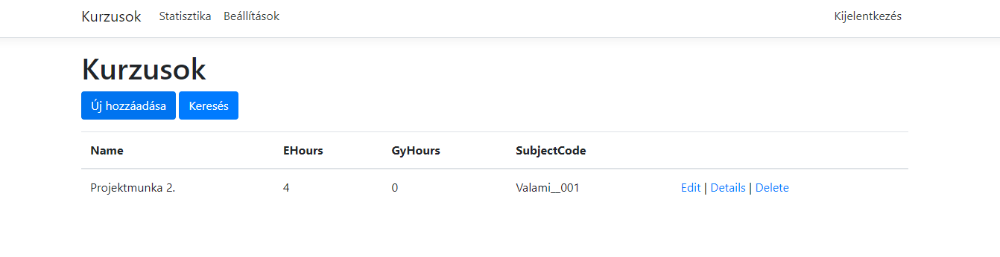 Kurzusok Statisztika Beállítások Kijelentkezés
Kurzusok
Új hozzáadása Keresés
Name EHours GyHours SubjectCode
Projektmunka 2. 4 0 Valami__001 Edit | Details | Delete